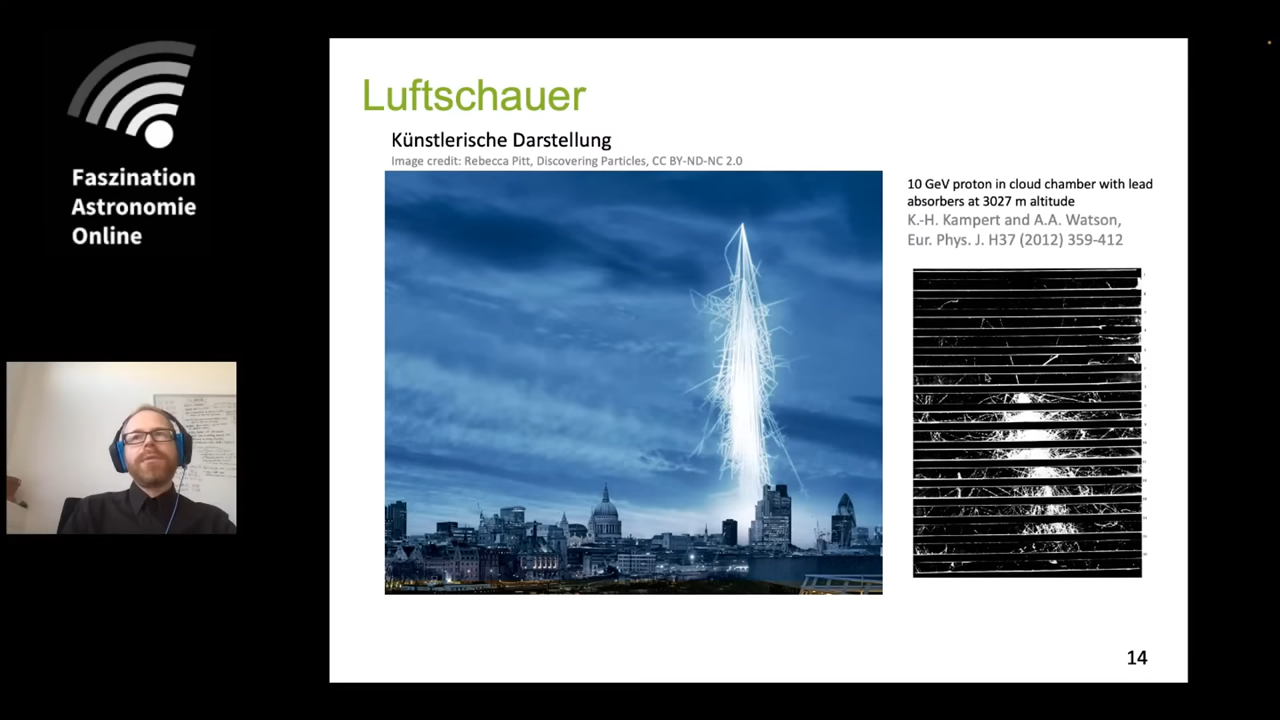 Faszination
Astronomie
Online
Luftschauer
Künstlerische Darstellung
Image credit: Rebecca Pitt, Discovering Particles, CC BY-ND-NC 2.0
10 GeV proton in cloud chamber with lead
absorbers at 3027 m altitude
K.-H. Kampert and A.A. Watson,
Eur. Phys. J. H37 (2012) 359-412
14